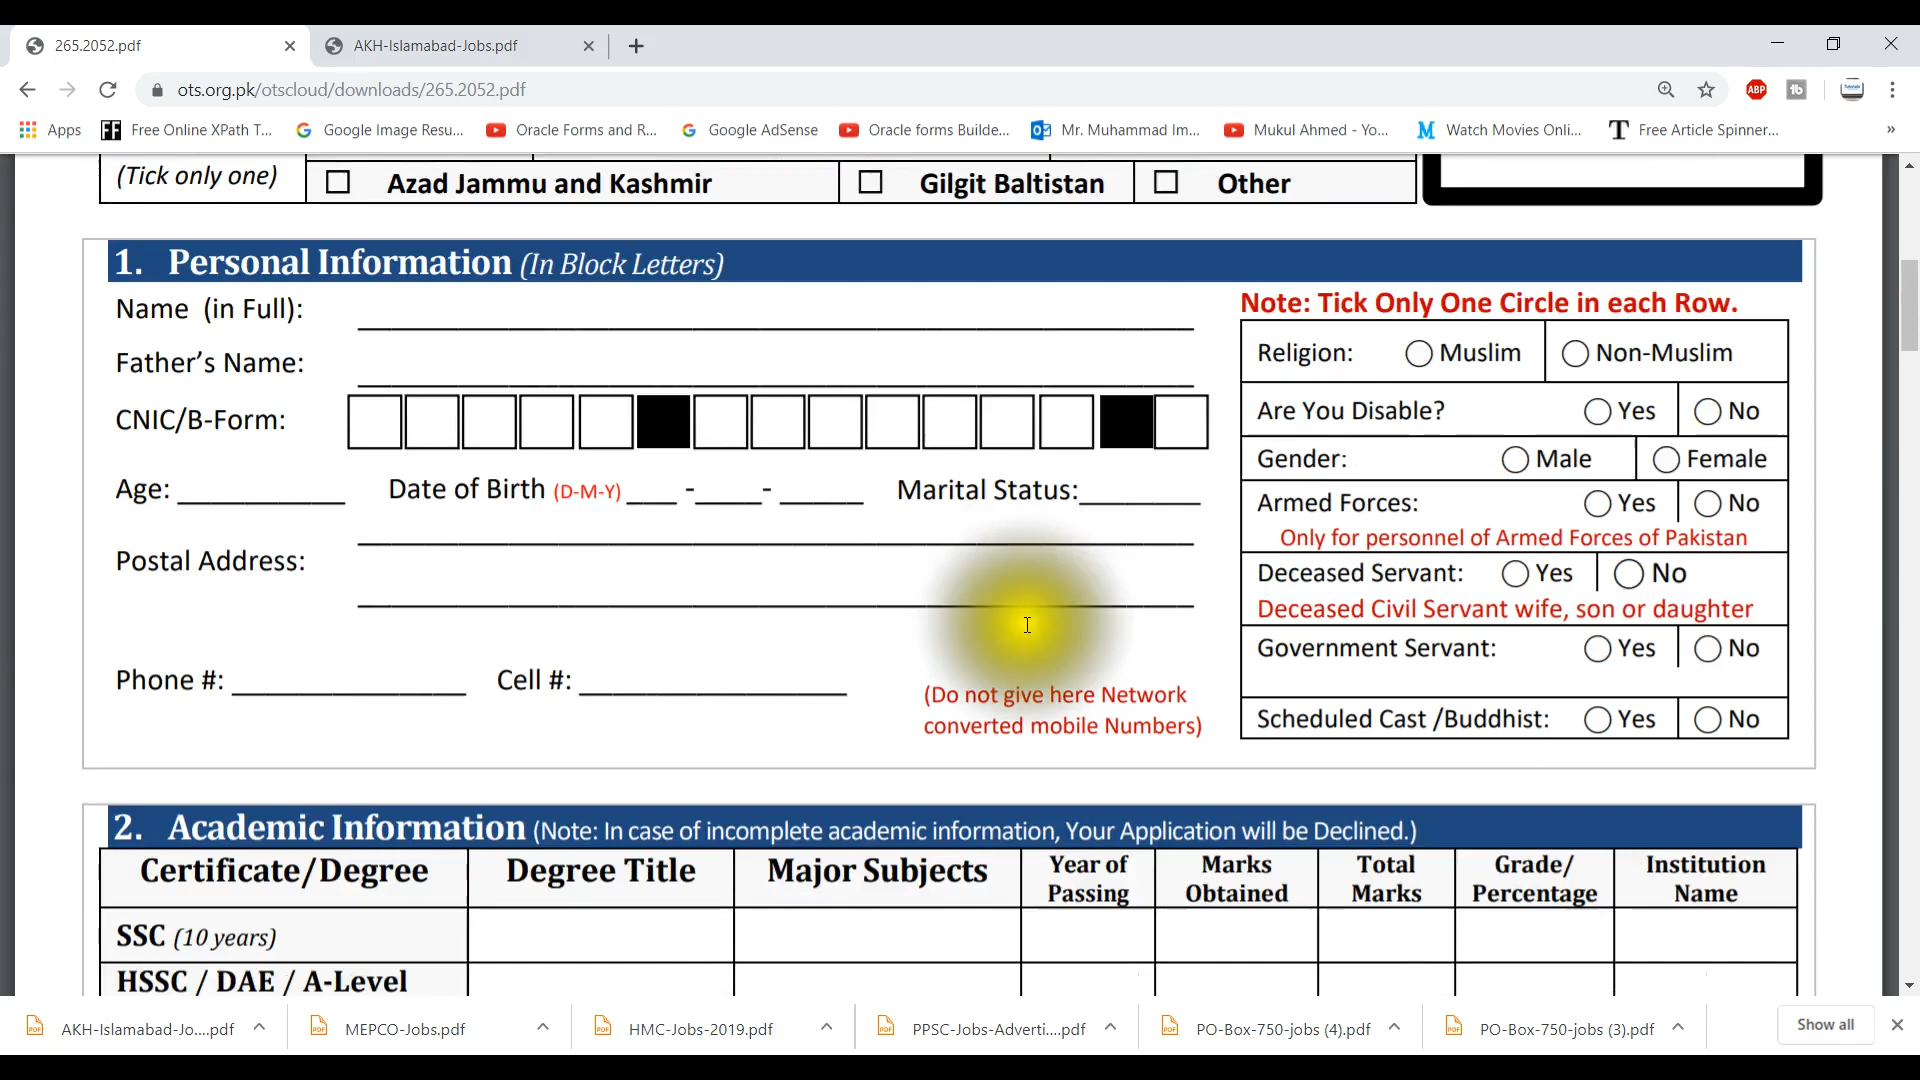 265.2052.pdf
AKH-Islamabad-Jobs.pdf
ots.org.pk/otscloud/downloads/265.2052.pdf
ABP
Apps
FF Free Online XPath T...
Google Image Resu...
Oracle Forms and R...
Google AdSense
Oracle forms Builde...
Mr. Muhammad Im...
Mukul Ahmed - Yo...
M Watch Movies Onli...
T Free Article Spinner...
»
(Tick only one)
Azad Jammu and Kashmir
Gilgit Baltistan
Other
1. Personal Information (In Block Letters)
Name (in Full):
Father’s Name:
CNIC/B-Form:
Age: Date of Birth (D-M-Y) - - Marital Status:
Postal Address:
Phone #: Cell #:
(Do not give here Network
converted mobile Numbers)
Note: Tick Only One Circle in each Row.
Religion: Muslim Non-Muslim
Are You Disable? Yes No
Gender: Male Female
Armed Forces: Yes No
Only for personnel of Armed Forces of Pakistan
Deceased Servant: Yes No
Deceased Civil Servant wife, son or daughter
Government Servant: Yes No
Scheduled Cast /Buddhist: Yes No
2. Academic Information (Note: In case of incomplete academic information, Your Application will be Declined.)
Certificate/Degree
Degree Title
Major Subjects
Year of
Passing
Marks
Obtained
Total
Marks
Grade/
Percentage
Institution
Name
SSC (10 years)
HSSC / DAE / A-Level
AKH-Islamabad-Jo....pdf
MEPCO-Jobs.pdf
HMC-Jobs-2019.pdf
PPSC-Jobs-Adverti....pdf
PO-Box-750-jobs (4).pdf
PO-Box-750-jobs (3).pdf
Show all